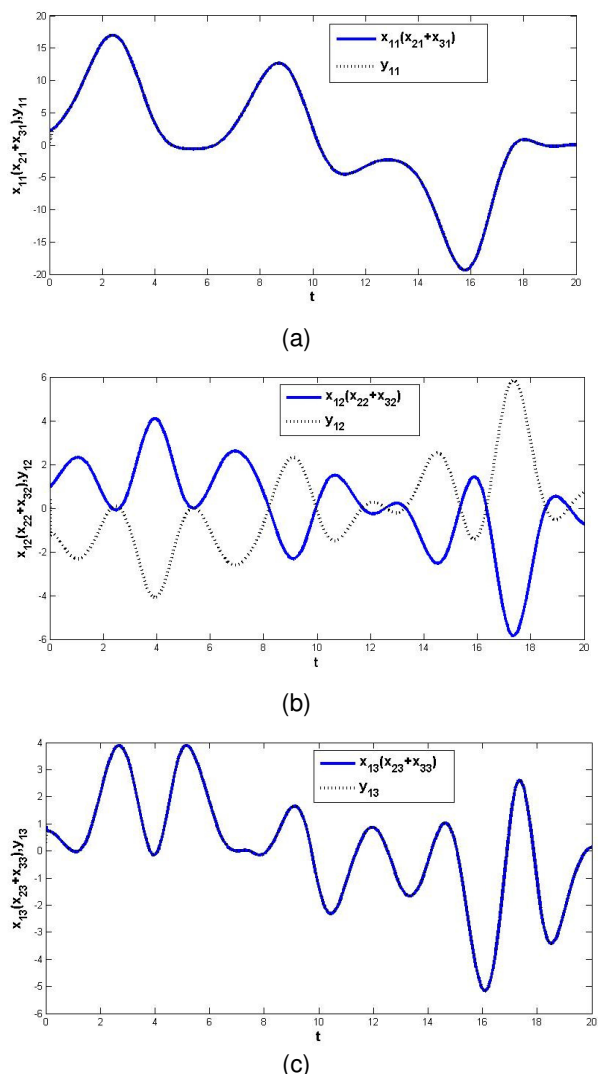 20
15
10
5
0
-5
-10
-15
-20
x11(x21+x31),y11
x11(x21+x31)
y11
0 2 4 6 8 10 12 14 16 18 20
t
(a)
6
4
2
0
-2
-4
-6
x12(x22+x32),y12
x12(x22+x32)
y12
0 2 4 6 8 10 12 14 16 18 20
t
(b)
4
3
2
1
0
-1
-2
-3
-4
-5
-6
x13(x23+x33),y13
x13(x23+x33)
y13
0 2 4 6 8 10 12 14 16 18 20
t
(c)